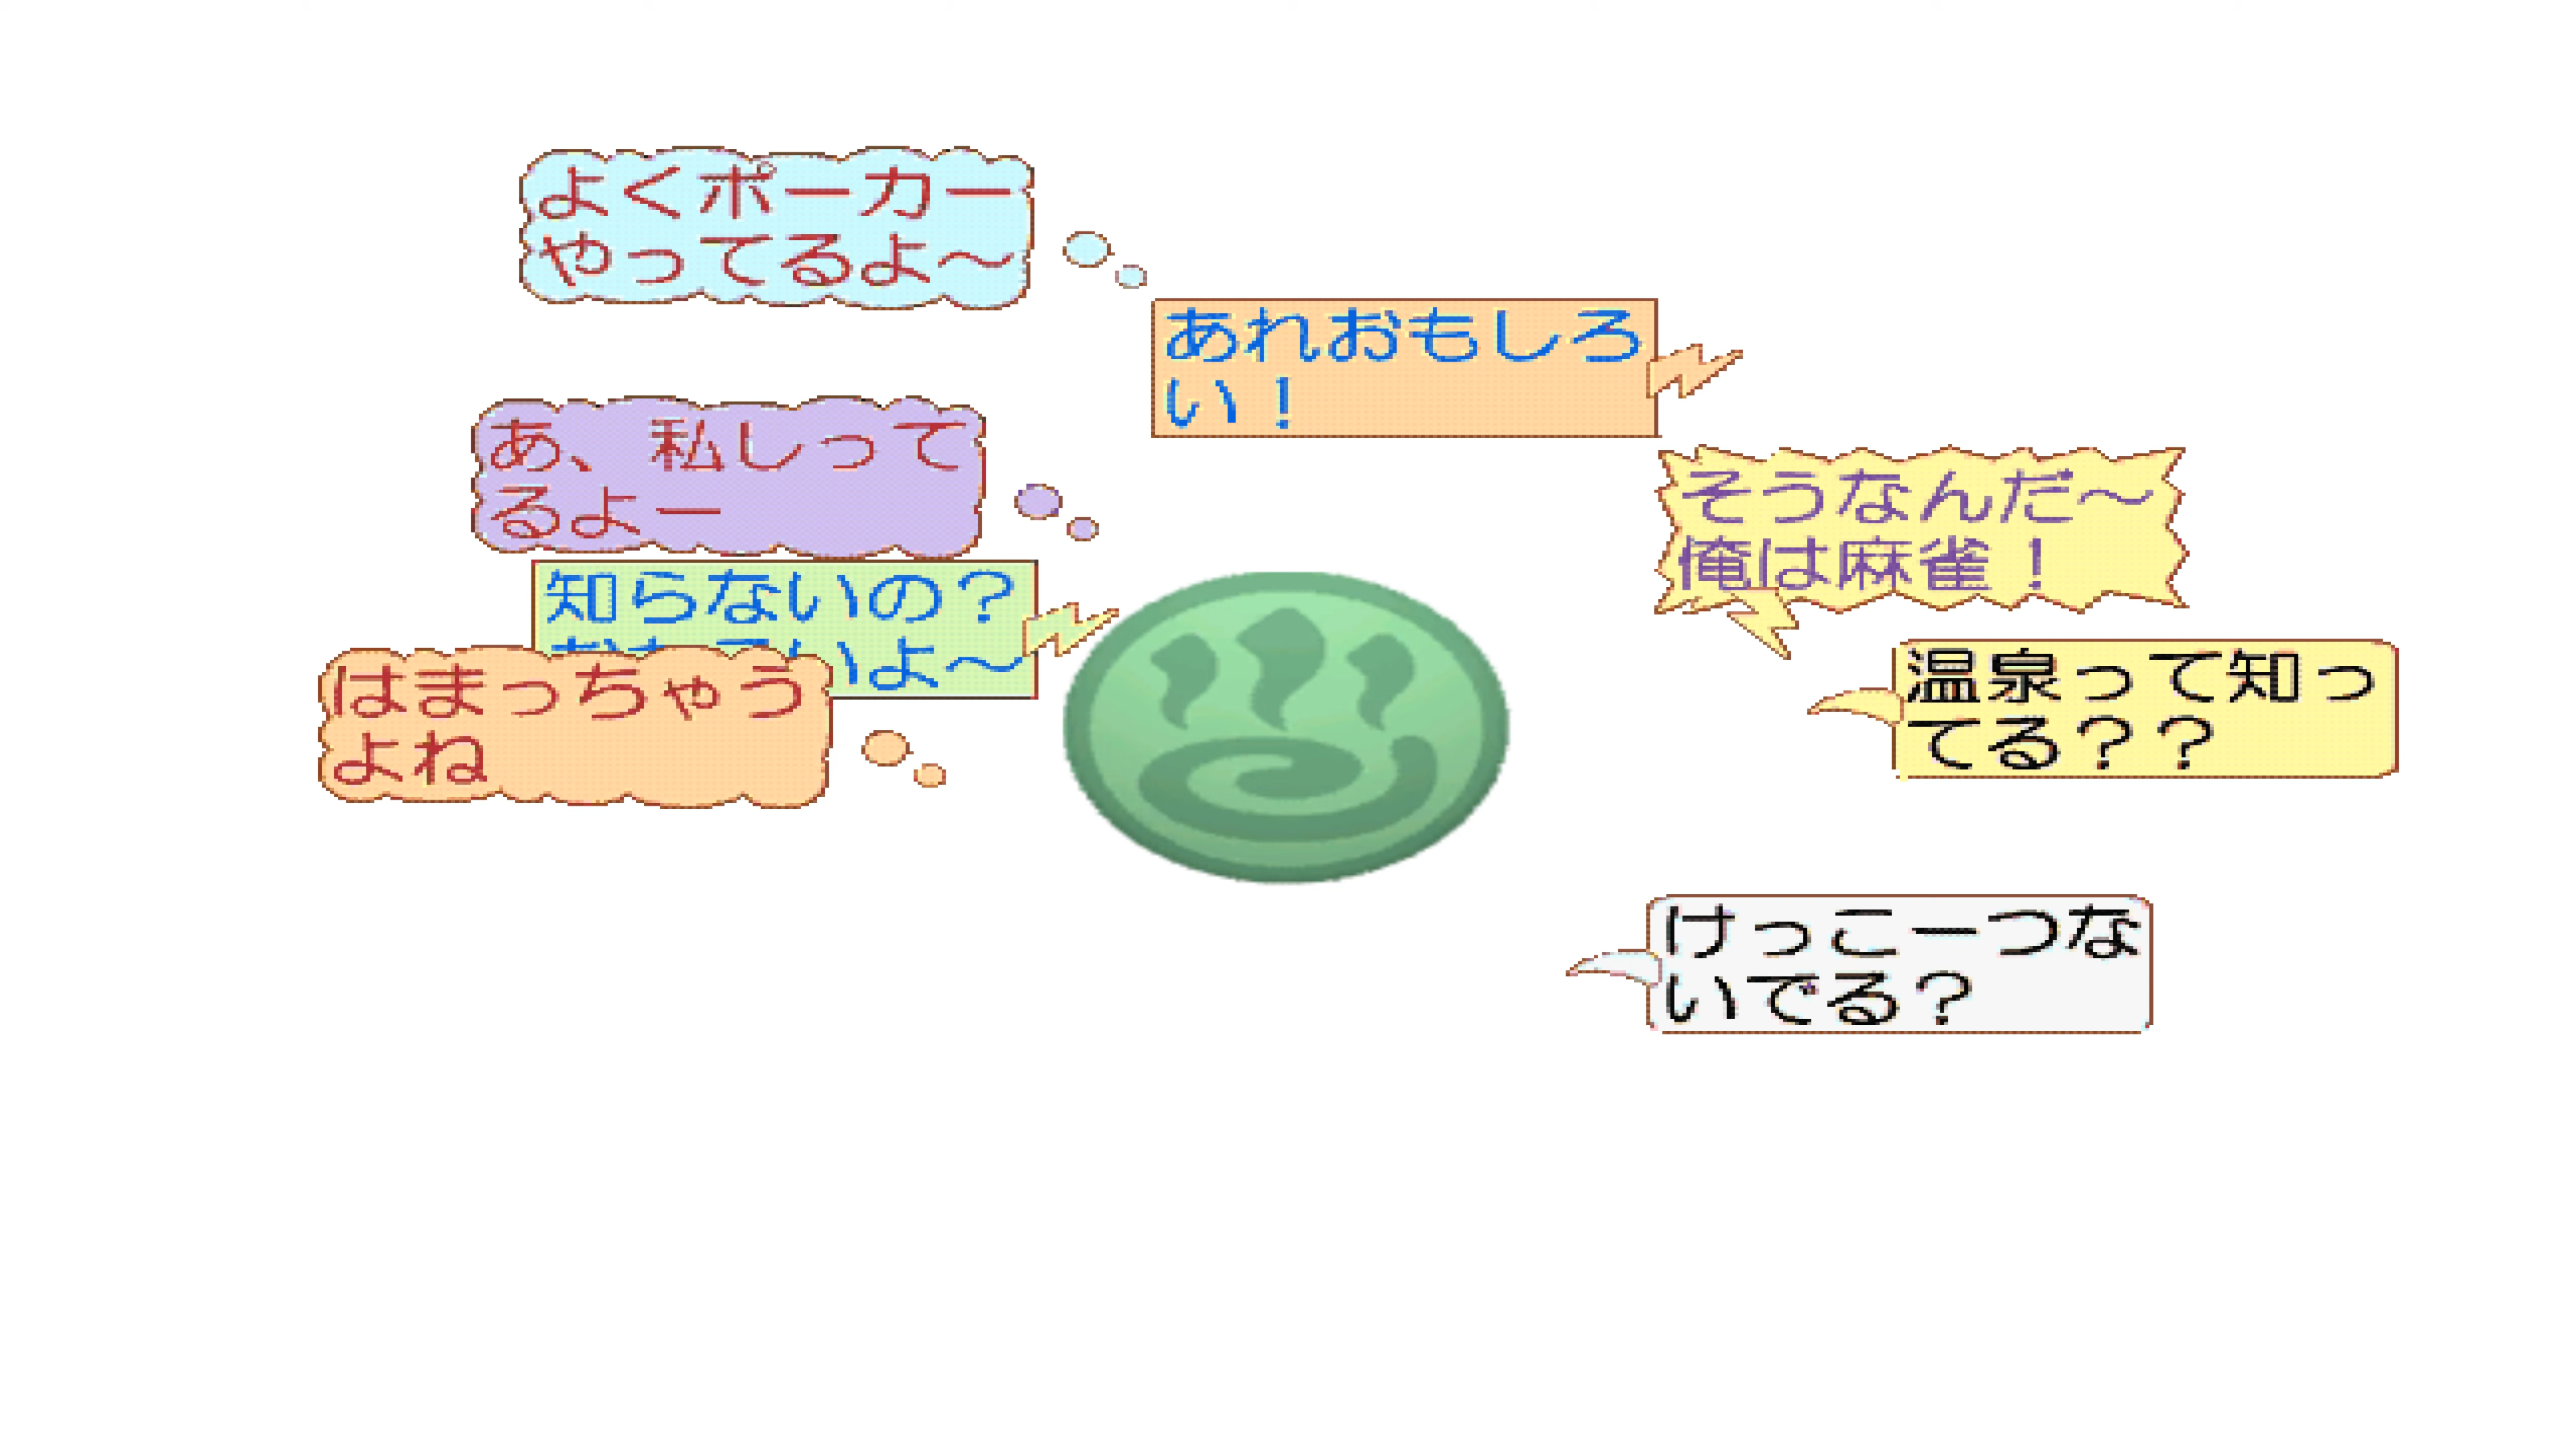 よくポーカー
やってるよ～
あれおもしろ
い！
あ、私しって
るよー
そうなんだ～
俺は麻雀！
知らないの？
いよ～
はまっちゃう
よね
温泉って知っ
てる？？
けっこーつな
いでる？